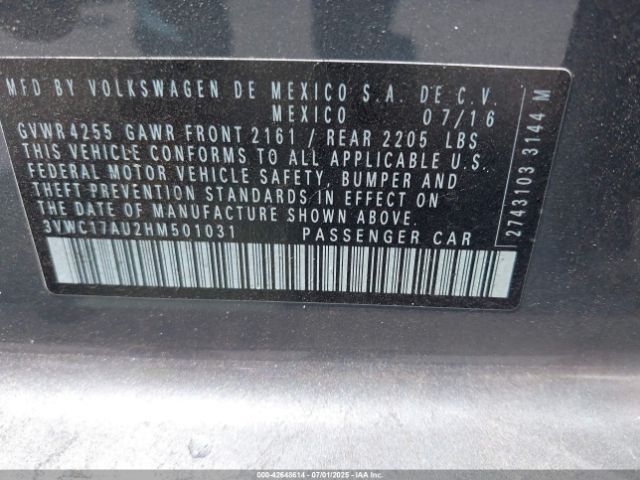 MFD BY VOLKSWAGEN DE MEXICO S.A. DE C.V.
MEXICO 07/16
GVWR 4255 GAWR FRONT 2161 / REAR 2205 LBS
THIS VEHICLE CONFORMS TO ALL APPLICABLE U.S.
FEDERAL MOTOR VEHICLE SAFETY, BUMPER AND
THEFT PREVENTION STANDARDS IN EFFECT ON
THE DATE OF MANUFACTURE SHOWN ABOVE.
3VWC17AU2HM501031 PASSENGER CAR
2743103 3144 M
000-42648614 - 07/01/2025 - IAAI.COM